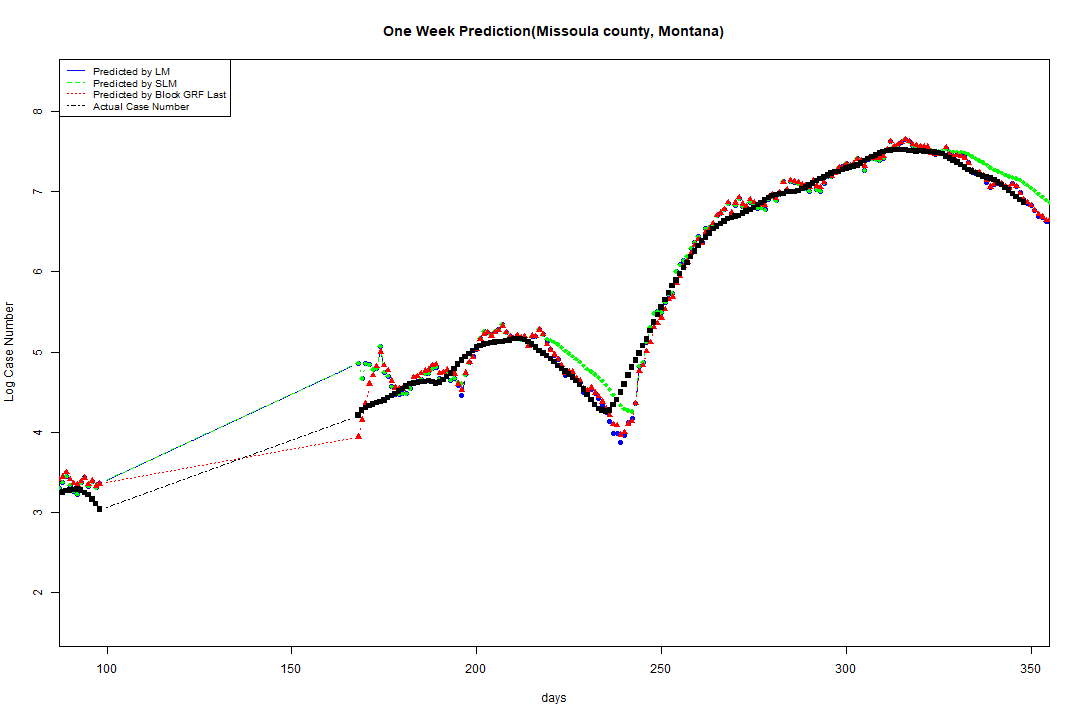 One Week Prediction(Missoula county, Montana)
Predicted by LM
Predicted by SLM
Predicted by Block GRF Last
Actual Case Number
8
7
6
5
4
3
2
Log Case Number
100 150 200 250 300 350
days